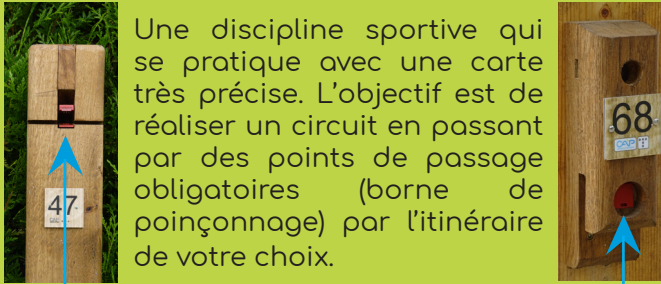 Une discipline sportive qui
se pratique avec une carte
très précise. L'objectif est de
réaliser un circuit en passant
par des points de passage
obligatoires (borne de
poinçonnage) par l'itinéraire
de votre choix.
47
68
CAP